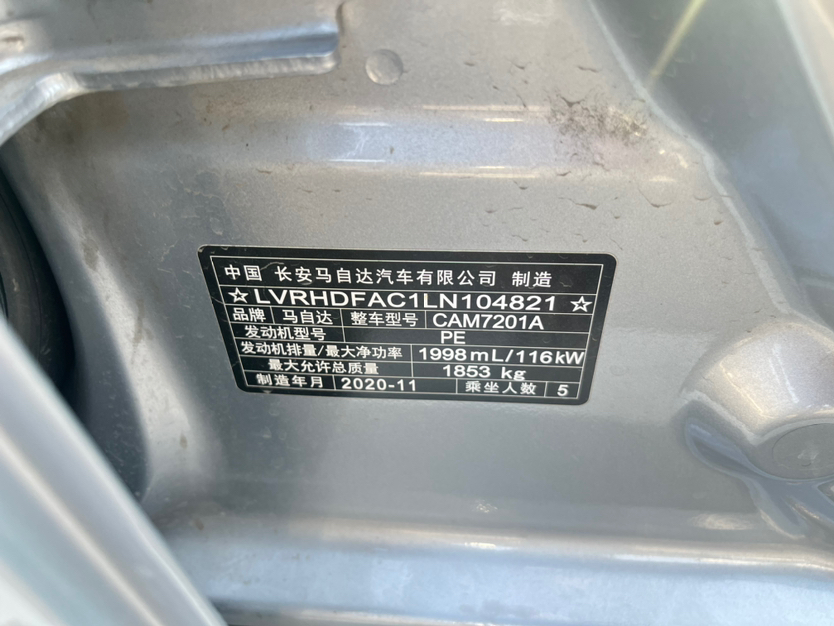 中国 长安马自达汽车有限公司 制造
☆LVRHDFAC1LN104821☆
品牌 马自达 整车型号 CAM7201A
发动机型号 PE
发动机排量/最大净功率 1998mL/116kW
最大允许总质量 1853 kg
制造年月 2020-11 乘坐人数 5